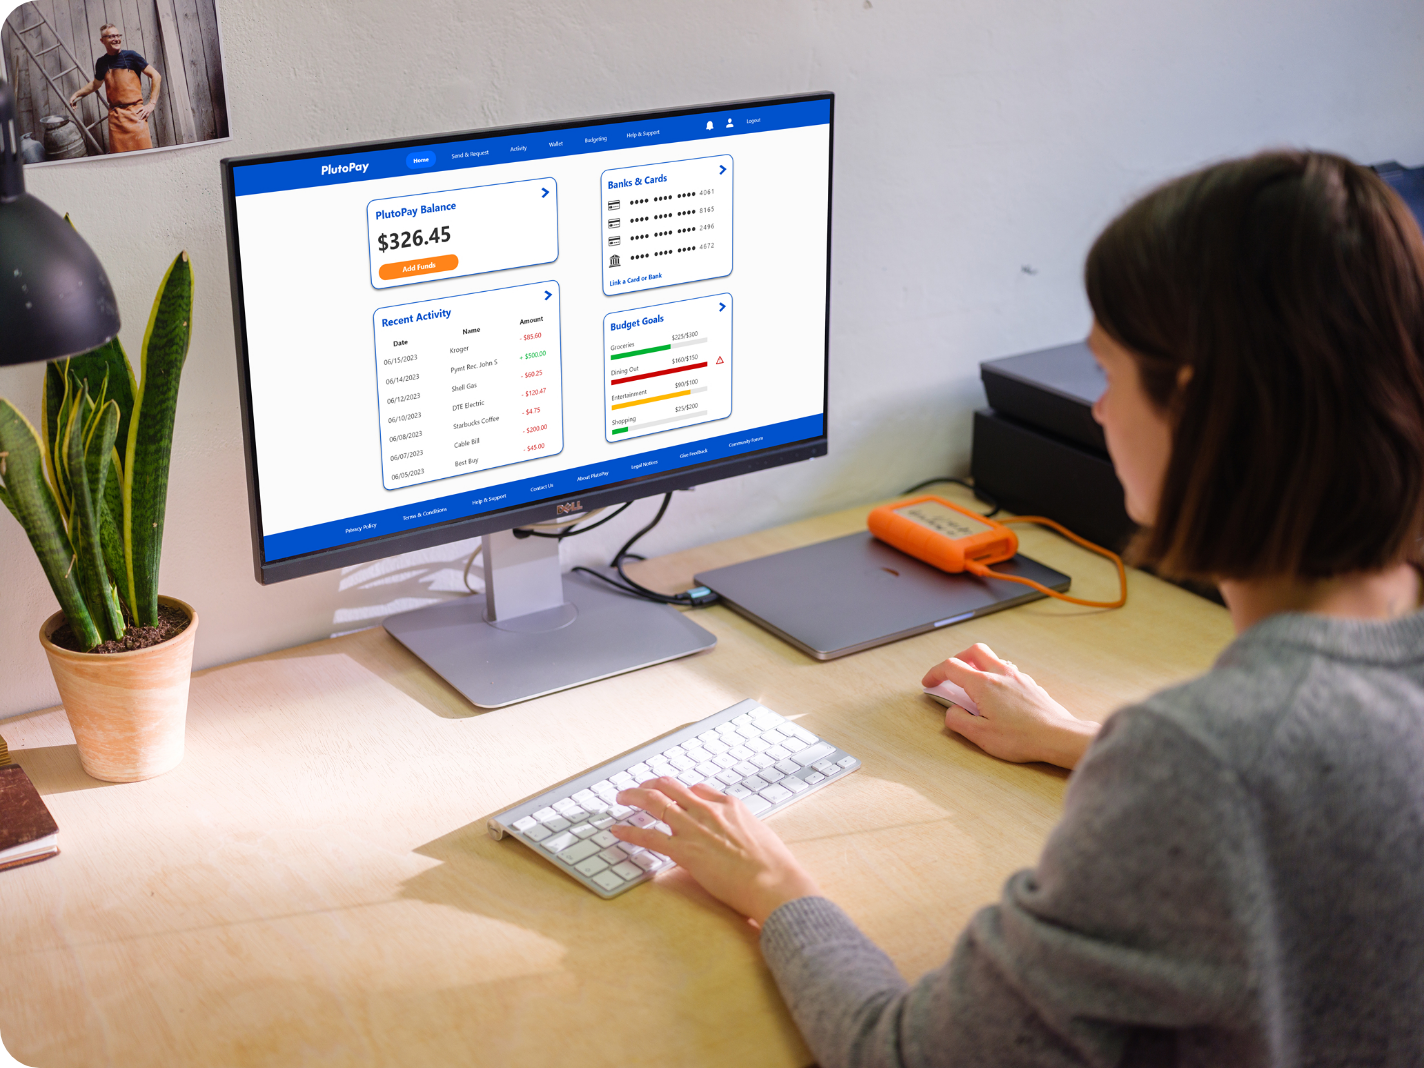 PlutoPay Home Send & Request Activity Wallet Budgeting Help & Support Logout
PlutoPay Balance
$326.45
Add Funds
Recent Activity
Date Name Amount
06/15/2023 Kroger - $85.60
06/14/2023 Pymt Rec. John S + $500.00
06/12/2023 Shell Gas - $60.25
06/10/2023 DTE Electric - $120.47
06/08/2023 Starbucks Coffee - $4.75
06/07/2023 Cable Bill - $200.00
06/05/2023 Best Buy - $45.00
Banks & Cards
•••• •••• •••• 4061
•••• •••• •••• 8165
•••• •••• •••• 2496
•••• •••• •••• 4672
Link a Card or Bank
Budget Goals
Groceries $225/$300
Dining Out $160/$150
Entertainment $90/$100
Shopping $25/$200
Privacy Policy Terms & Conditions Help & Support Contact Us About PlutoPay Legal Notices Give Feedback Community Forum
DELL